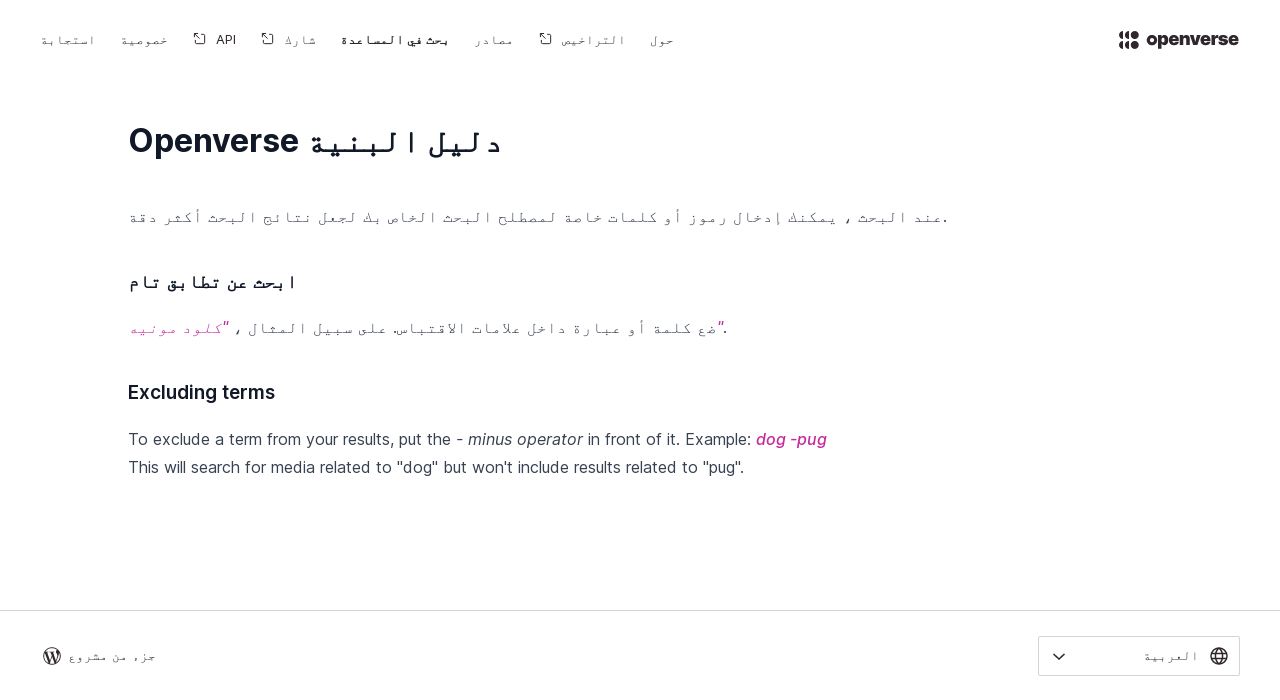 openverse
حول
التراخيص
مصادر
بحث في المساعدة
شارك
API
خصوصية
استجابة
Openverse دليل البنية
عند البحث ، يمكنك إدخال رموز أو كلمات خاصة لمصطلح البحث الخاص بك لجعل نتائج البحث أكثر دقة.
ابحث عن تطابق تام
ضع كلمة أو عبارة داخل علامات الاقتباس. على سبيل المثال ، "كلود مونيه".
Excluding terms
To exclude a term from your results, put the - minus operator in front of it. Example: dog -pug
This will search for media related to "dog" but won't include results related to "pug".
جزء من مشروع
العربية